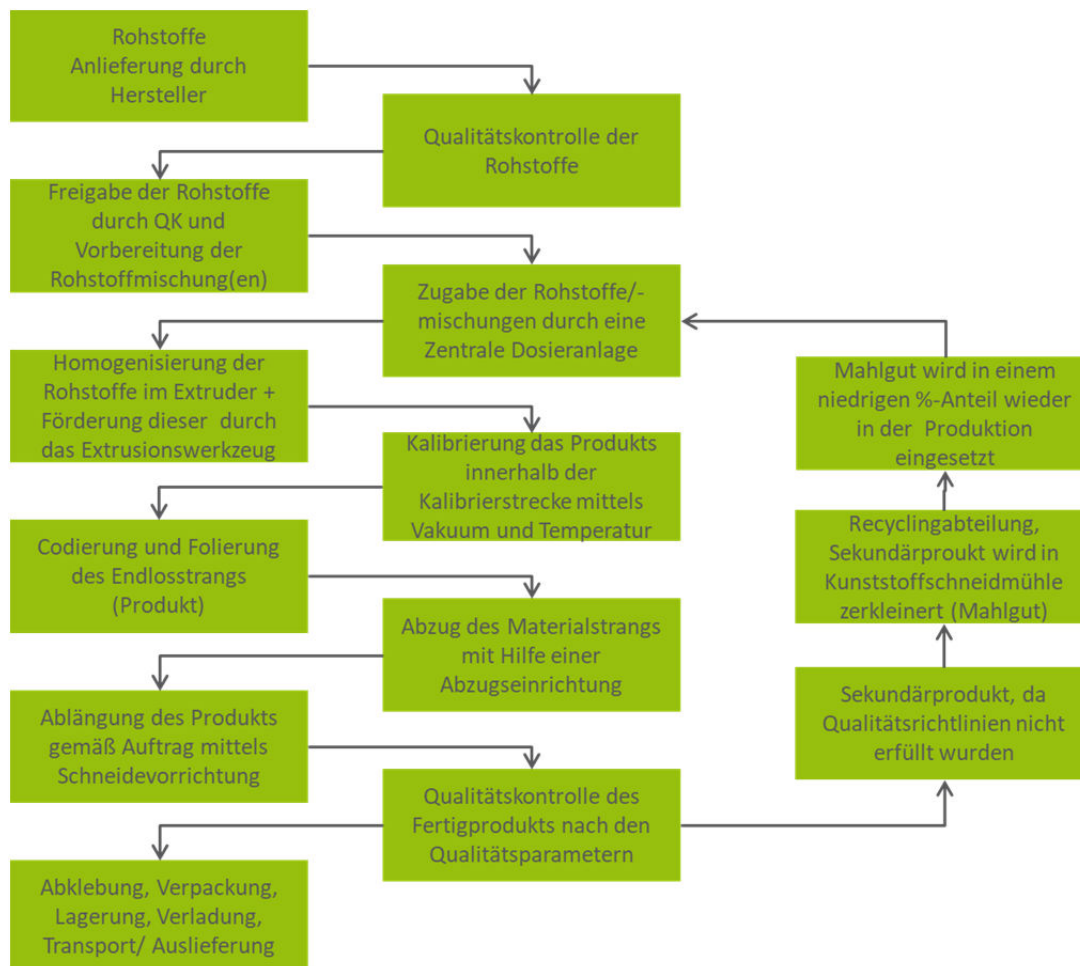 Rohstoffe
Anlieferung durch
Hersteller
Qualitätskontrolle der
Rohstoffe
Freigabe der Rohstoffe
durch QK und
Vorbereitung der
Rohstoffmischung(en)
Zugabe der Rohstoffe/-
mischungen durch eine
Zentrale Dosieranlage
Homogenisierung der
Rohstoffe im Extruder +
Förderung dieser durch
das Extrusionswerkzeug
Kalibrierung das Produkts
innerhalb der
Kalibrierstrecke mittels
Vakuum und Temperatur
Codierung und Folierung
des Endlosstrangs
(Produkt)
Abzug des Materialstrangs
mit Hilfe einer
Abzugseinrichtung
Ablängung des Produkts
gemäß Auftrag mittels
Schneidevorrichtung
Qualitätskontrolle des
Fertigprodukts nach den
Qualitätsparametern
Abklebung, Verpackung,
Lagerung, Verladung,
Transport/ Auslieferung
Sekundärprodukt, da
Qualitätsrichtlinien nicht
erfüllt wurden
Recyclingabteilung,
Sekundärproukt wird in
Kunststoffschneidmühle
zerkleinert (Mahlgut)
Mahlgut wird in einem
niedrigen %-Anteil wieder
in der Produktion
eingesetzt